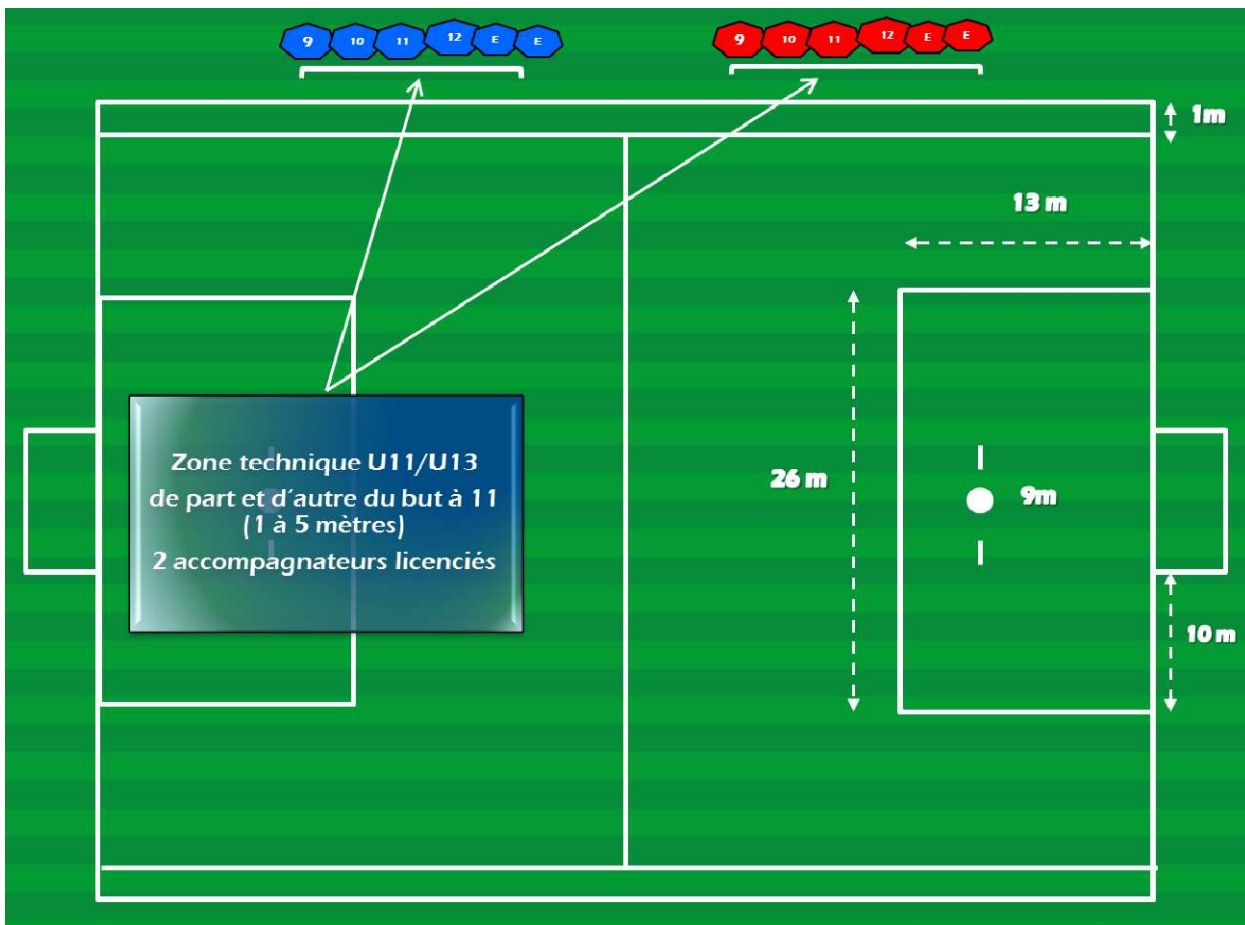 9 10 11 12 E E
9 10 11 12 E E
1m
13 m
Zone technique U11/U13
de part et d´autre du but à 11
(1 à 5 mètres)
2 accompagnateurs licenciés
26 m
9m
10 m